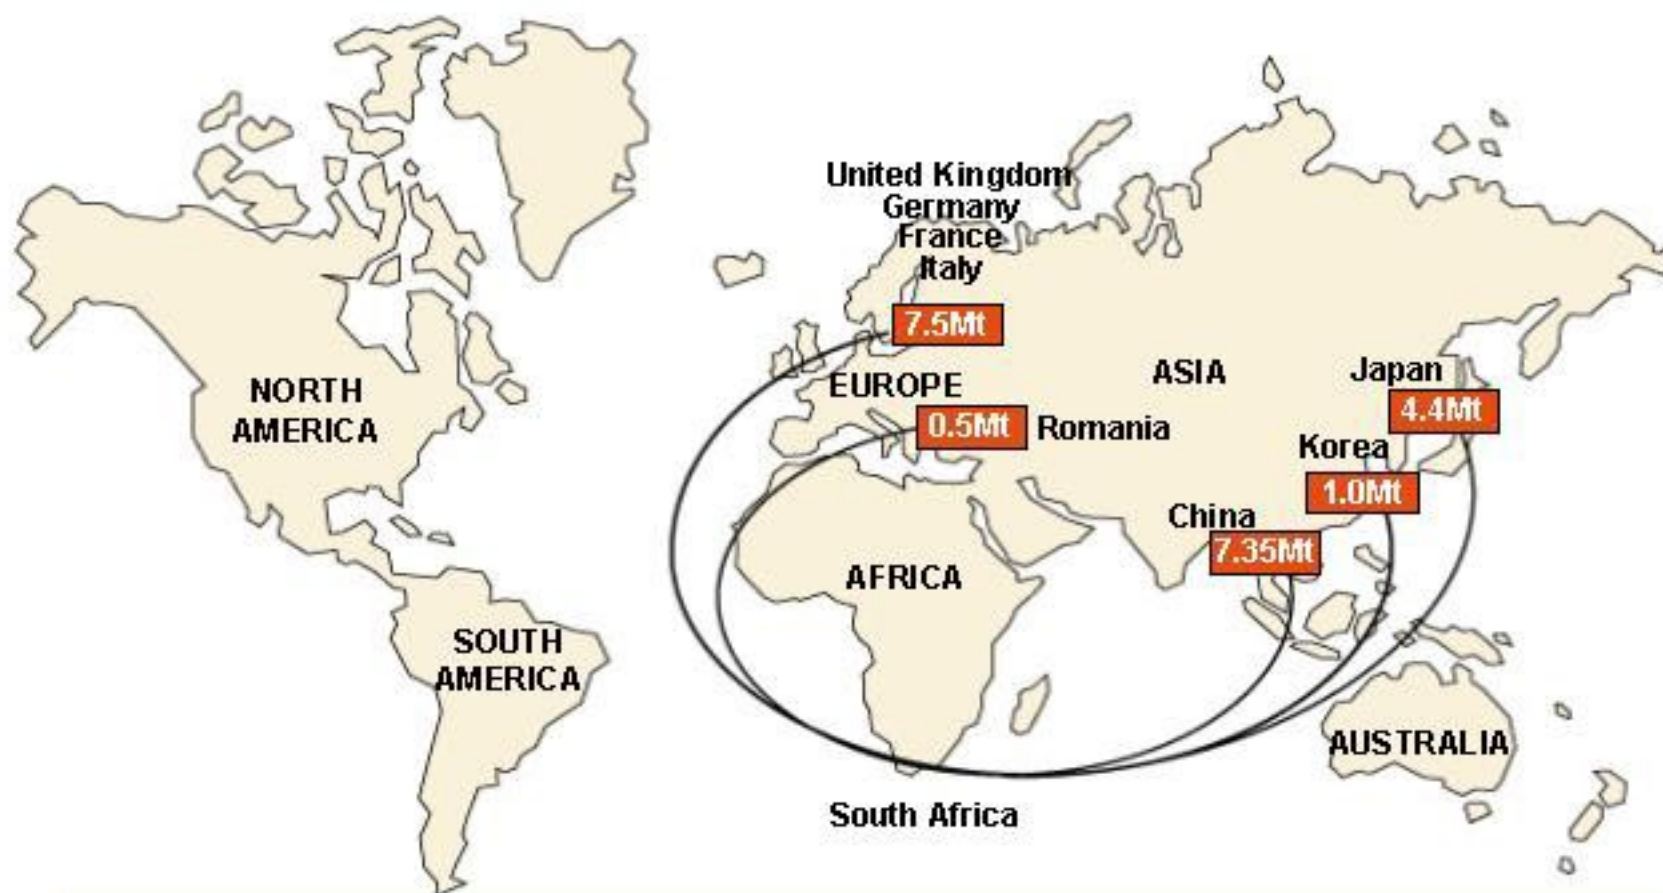 United Kingdom
Germany
France
Italy
7.5Mt
NORTH
AMERICA
EUROPE
ASIA
Japan
4.4Mt
0.5Mt
Romania
Korea
1.0Mt
China
7.35Mt
AFRICA
SOUTH
AMERICA
AUSTRALIA
South Africa